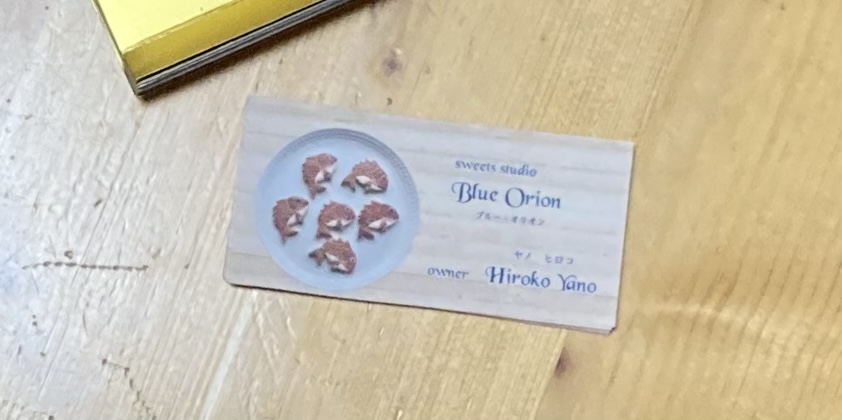 sweets studio
Blue Orion
ブルー・オリオン
ヤノ ヒロコ
owner Hiroko Yano